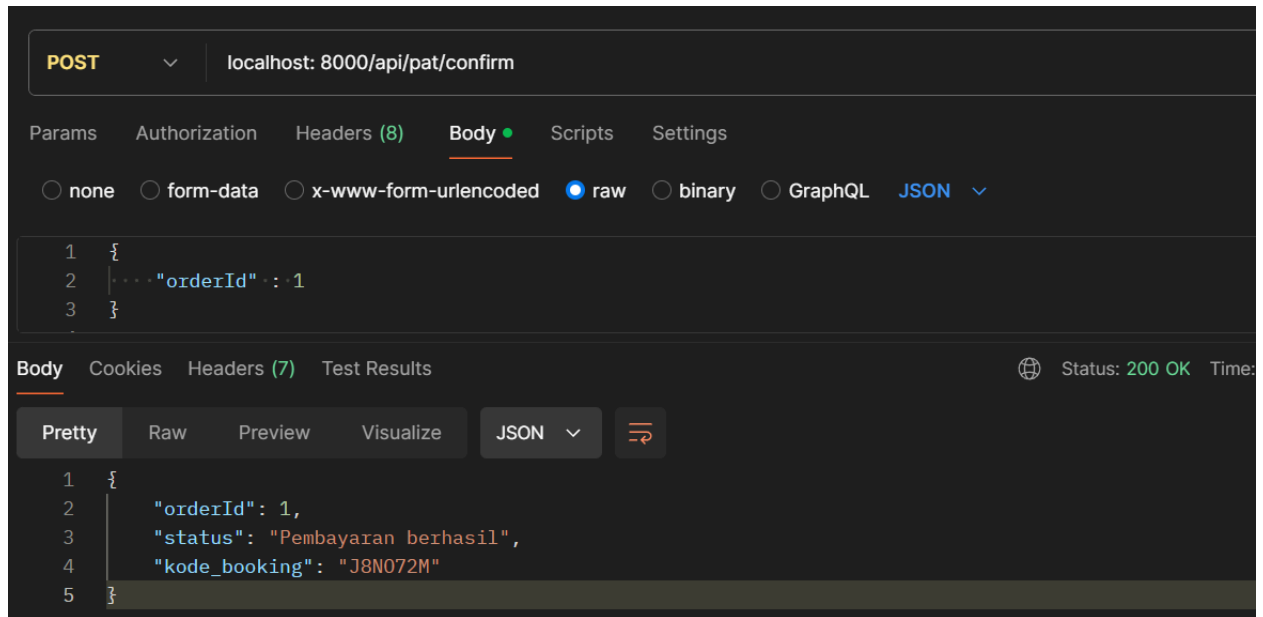 POST localhost: 8000/api/pat/confirm
Params Authorization Headers (8) Body Scripts Settings
none form-data x-www-form-urlencoded raw binary GraphQL JSON
1 {
2 "orderId" : 1
3 }
Body Cookies Headers (7) Test Results Status: 200 OK Time:
Pretty Raw Preview Visualize JSON
1 {
2 "orderId": 1,
3 "status": "Pembayaran berhasil",
4 "kode_booking": "J8NO72M"
5 }